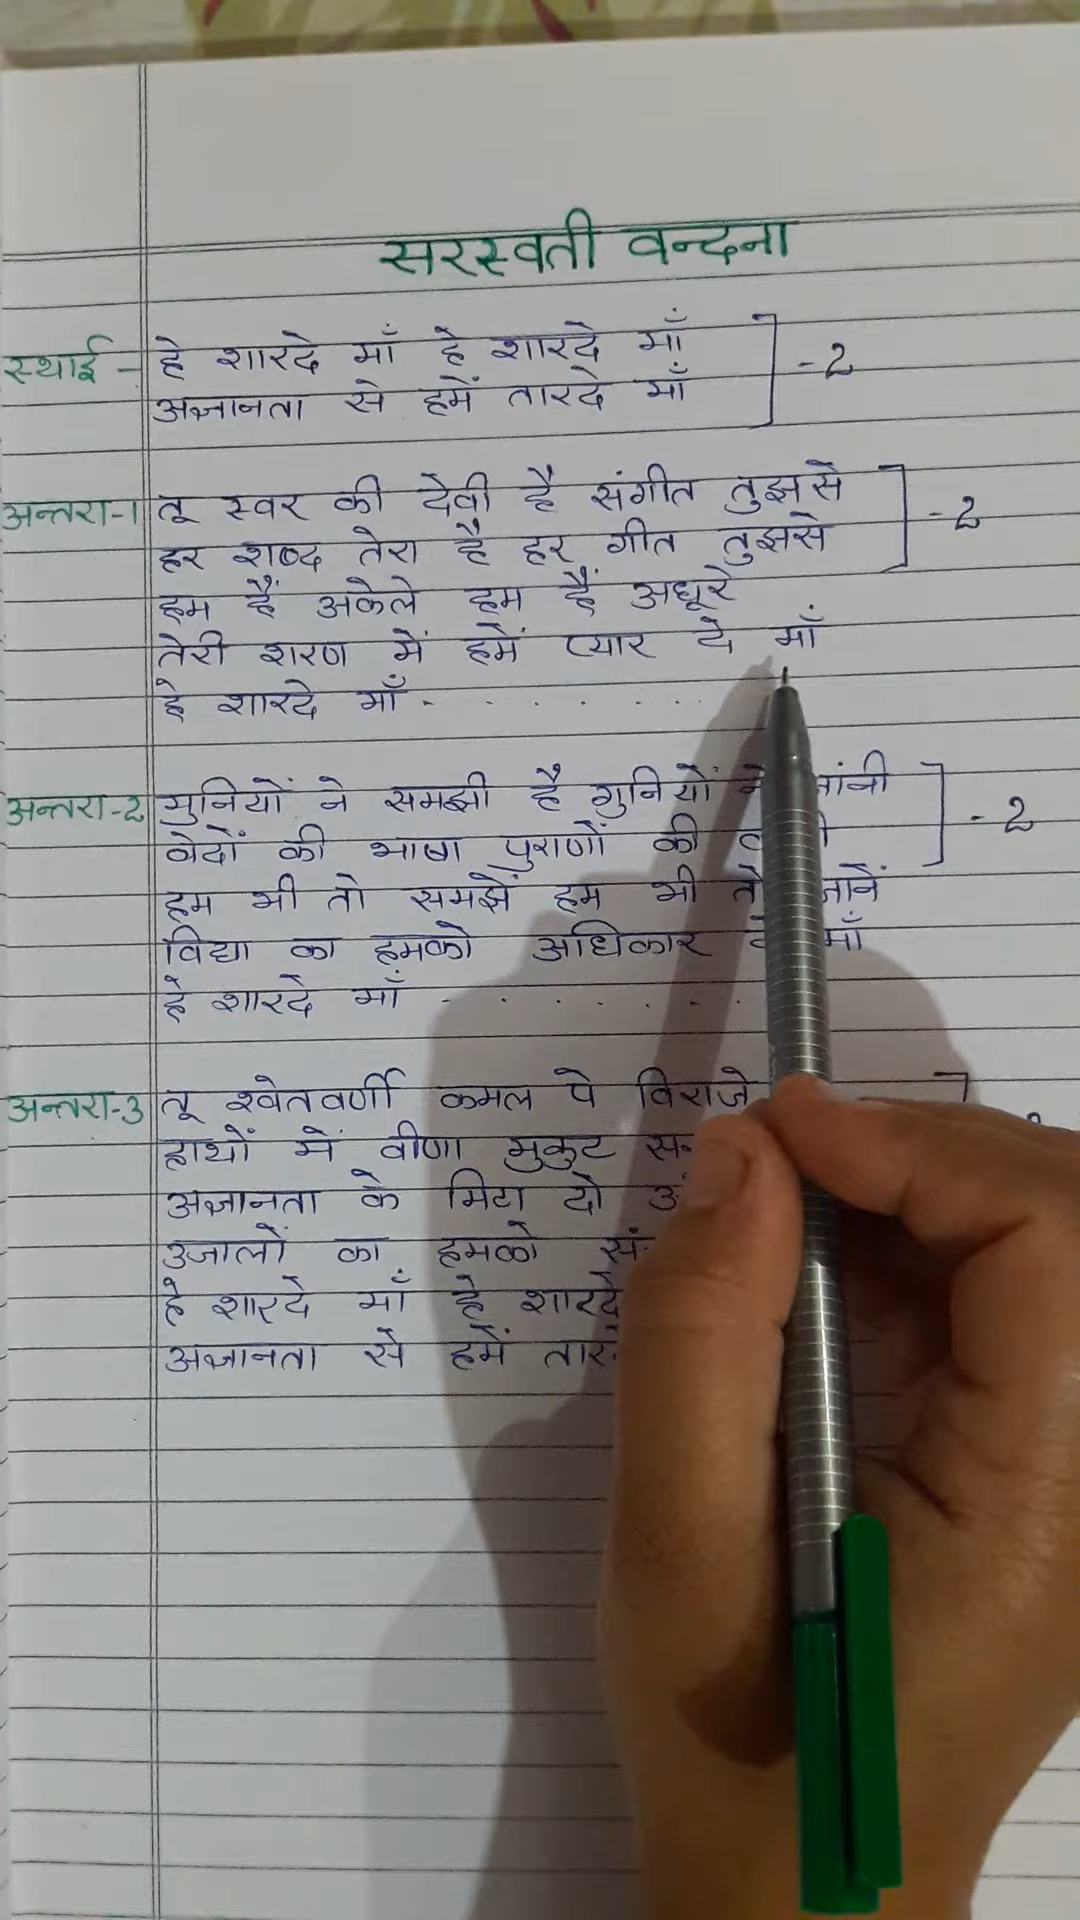 सरस्वती वन्दना
स्थाई - हे शारदे माँ हे शारदे माँ ] - 2
अज्ञानता से हमें तारदे माँ
अन्तरा-1 तू स्वर की देवी है संगीत तुझसे ] - 2
हर शब्द तेरा है हर गीत तुझसे
हम हैं अकेले हम हैं अधूरे
तेरी शरण में हमें प्यार दे माँ
हे शारदे माँ - . . . . . .
अन्तरा-2 मुनियों ने समझी है गुनियों ] - 2
वेदों की भाषा पुराणों की
हम भी तो समझें हम भी
विद्या का हमको अधिकार माँ
हे शारदे माँ - . . . . . .
अन्तरा-3 तू श्वेतवर्णी कमल पे विराजे ]
हाथों में वीणा मुकुट
अज्ञानता के मिटा दो
उजालों का हमको
हे शारदे माँ हे शारदे
अज्ञानता से हमें